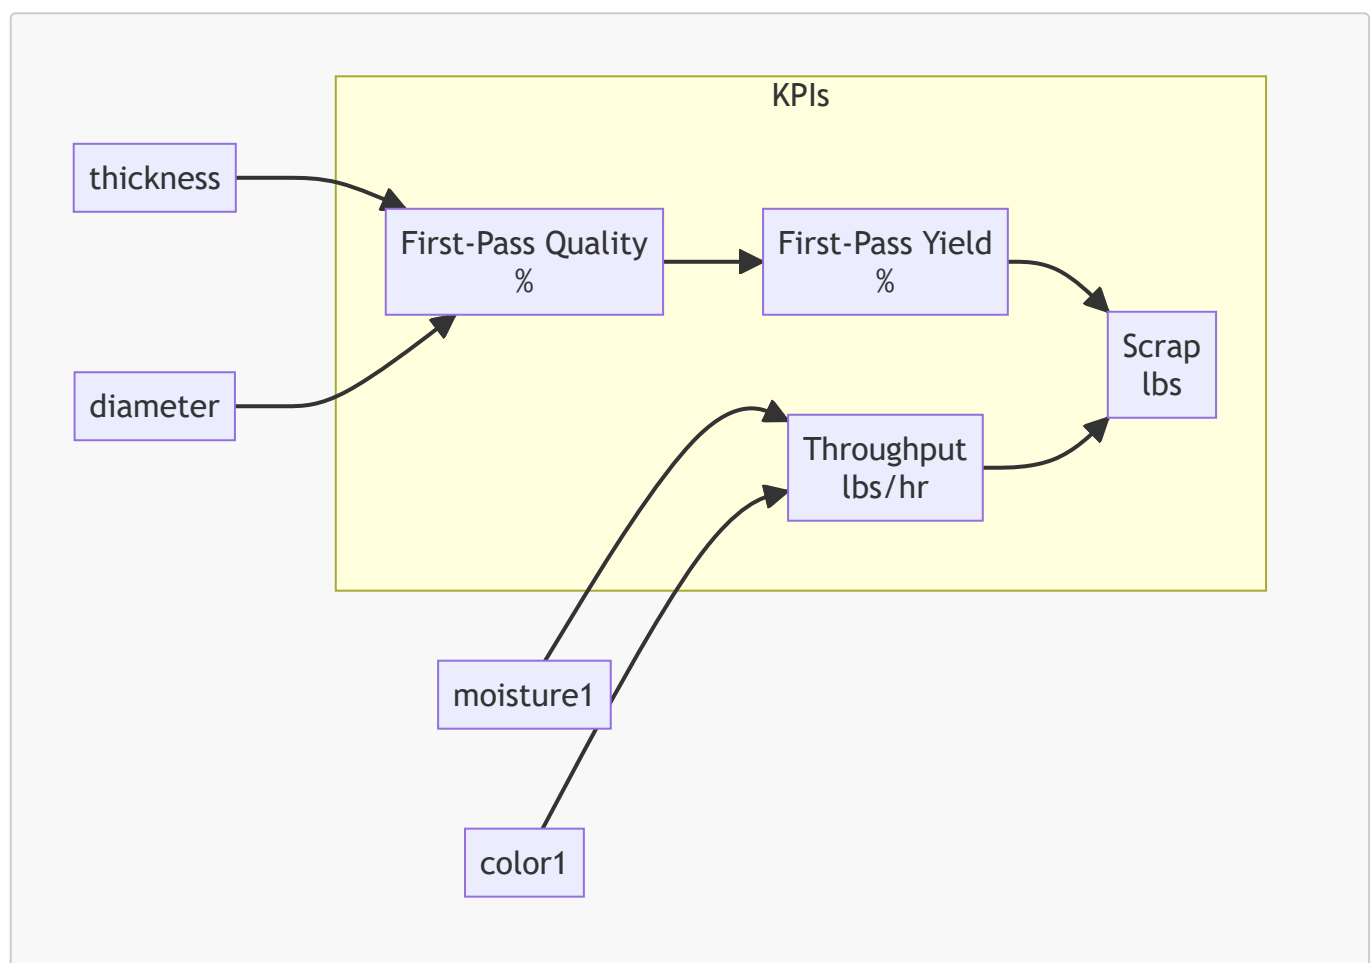 KPIs
thickness
First-Pass Quality
%
First-Pass Yield
%
Scrap
lbs
diameter
Throughput
lbs/hr
moisture1
color1